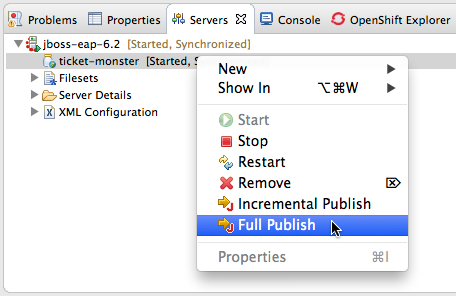 Problems Properties Servers Console OpenShift Explorer
jboss-eap-6.2 [Started, Synchronized]
ticket-monster [Started, S
Filesets
Server Details
XML Configuration
New
Show In ⌥⌘W
Start
Stop
Restart
Remove
Incremental Publish
Full Publish
Properties ⌘I